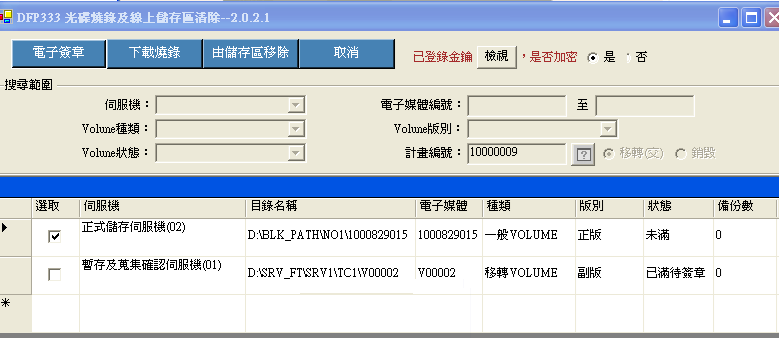 DFP333 光碟燒錄及線上儲存區清除--2.0.2.1
電子簽章 下載燒錄 由儲存區移除 取消 已登錄金鑰 檢視 ，是否加密 是 否
搜尋範圍
伺服機： 電子媒體編號： 至
Volune種類： Volune版別：
Volune狀態： 計畫編號： 10000009 ? 移轉(交) 銷毀
選取 伺服機 目錄名稱 電子媒體 種類 版別 狀態 備份數
正式儲存伺服機(02) D:\BLK_PATH\NO1\1000829015 1000829015 一般VOLUME 正版 未滿 0
暫存及蒐集確認伺服機(01) D:\SRV_FT\SRV1\TC1\V00002 V00002 移轉VOLUME 副版 已滿待簽章 0